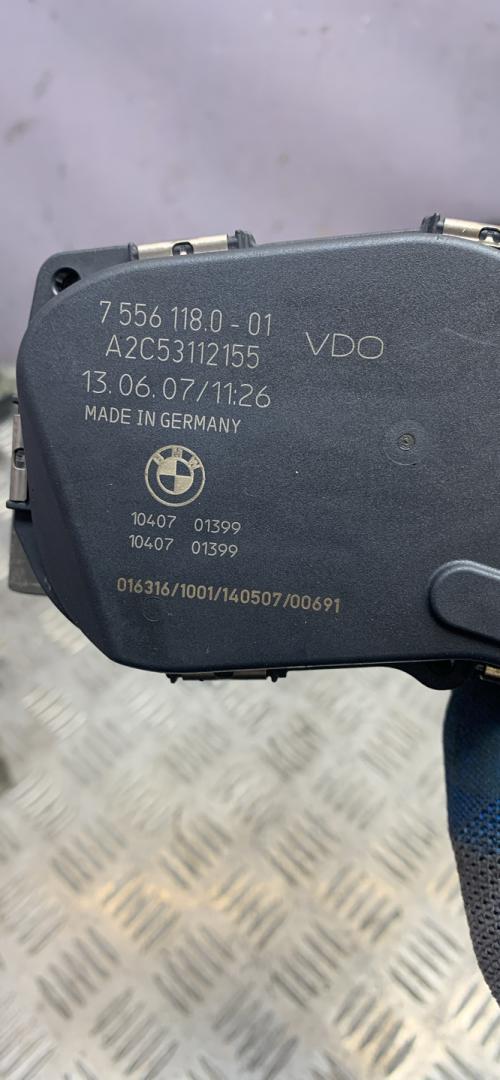 7 556 118.0 - 01
VDO
A2C53112155
13.06.07/11:26
MADE IN GERMANY
BMW
10407 01399
10407 01399
016316/1001/140507/00691